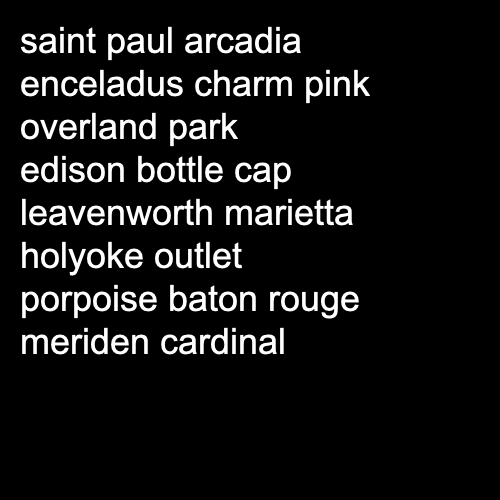 saint paul arcadia
enceladus charm pink
overland park
edison bottle cap
leavenworth marietta
holyoke outlet
porpoise baton rouge
meriden cardinal